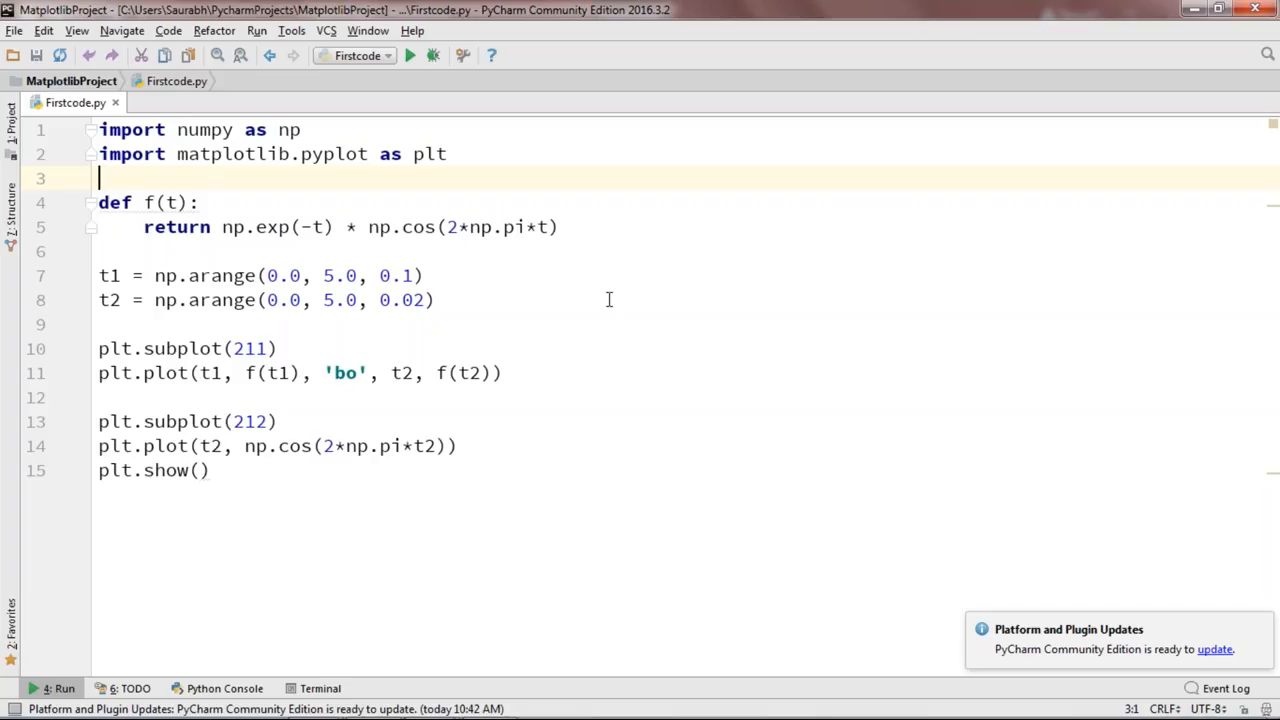 MatplotlibProject - [C:\Users\Saurabh\PycharmProjects\MatplotlibProject] - ...\Firstcode.py - PyCharm Community Edition 2016.3.2
File Edit View Navigate Code Refactor Run Tools VCS Window Help
Firstcode
MatplotlibProject Firstcode.py
Firstcode.py
1: Project
7: Structure
2: Favorites
1 import numpy as np
2 import matplotlib.pyplot as plt
3
4 def f(t):
5 return np.exp(-t) * np.cos(2*np.pi*t)
6
7 t1 = np.arange(0.0, 5.0, 0.1)
8 t2 = np.arange(0.0, 5.0, 0.02)
9
10 plt.subplot(211)
11 plt.plot(t1, f(t1), 'bo', t2, f(t2))
12
13 plt.subplot(212)
14 plt.plot(t2, np.cos(2*np.pi*t2))
15 plt.show()
Platform and Plugin Updates
PyCharm Community Edition is ready to update.
4: Run 6: TODO Python Console Terminal Event Log
Platform and Plugin Updates: PyCharm Community Edition is ready to update. (today 10:42 AM) 3:1 CRLF UTF-8